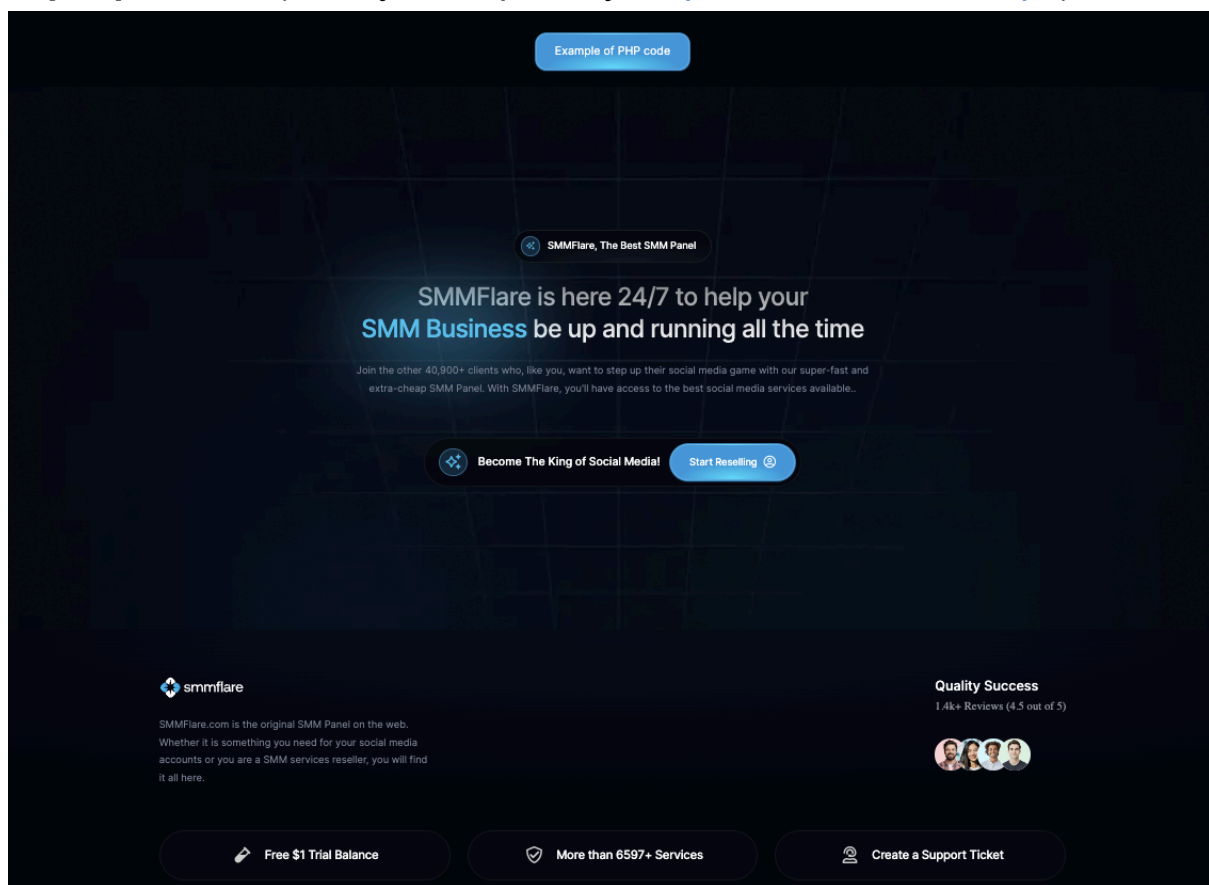 Example of PHP code
SMMFlare, The Best SMM Panel
SMMFlare is here 24/7 to help your
SMM Business be up and running all the time
Join the other 40,900+ clients who, like you, want to step up their social media game with our super-fast and
extra-cheap SMM Panel. With SMMFlare, you'll have access to the best social media services available..
Become The King of Social Media!
Start Reselling
smmflare
SMMFlare.com is the original SMM Panel on the web.
Whether it is something you need for your social media
accounts or you are a SMM services reseller, you will find
it all here.
Quality Success
1.4k+ Reviews (4.5 out of 5)
Free $1 Trial Balance
More than 6597+ Services
Create a Support Ticket